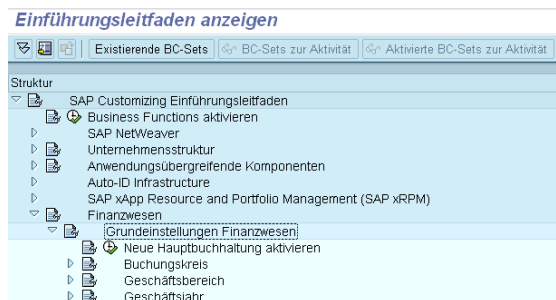 Einführungsleitfaden anzeigen
Existierende BC-Sets BC-Sets zur Aktivität Aktivierte BC-Sets zur Aktivität
Struktur
SAP Customizing Einführungsleitfaden
Business Functions aktivieren
SAP NetWeaver
Unternehmensstruktur
Anwendungsübergreifende Komponenten
Auto-ID Infrastructure
SAP xApp Resource and Portfolio Management (SAP xRPM)
Finanzwesen
Grundeinstellungen Finanzwesen
Neue Hauptbuchhaltung aktivieren
Buchungskreis
Geschäftsbereich
Geschäftsjahr